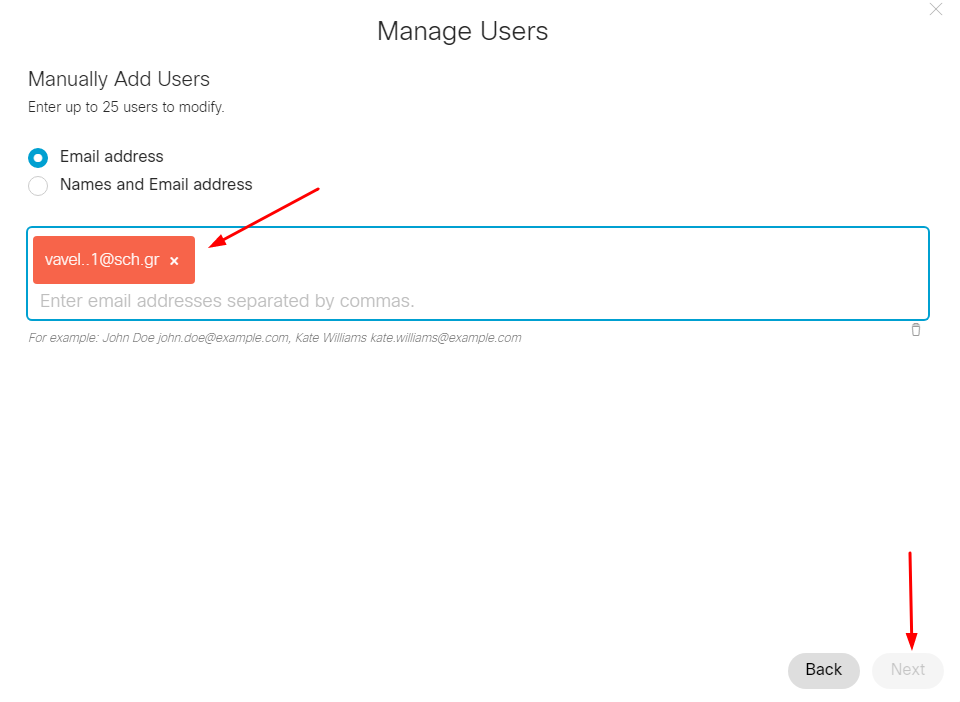 Manage Users
Manually Add Users
Enter up to 25 users to modify.
Email address
Names and Email address
vavel..1@sch.gr ×
Enter email addresses separated by commas.
For example: John Doe john.doe@example.com, Kate Williams kate.williams@example.com
Back Next